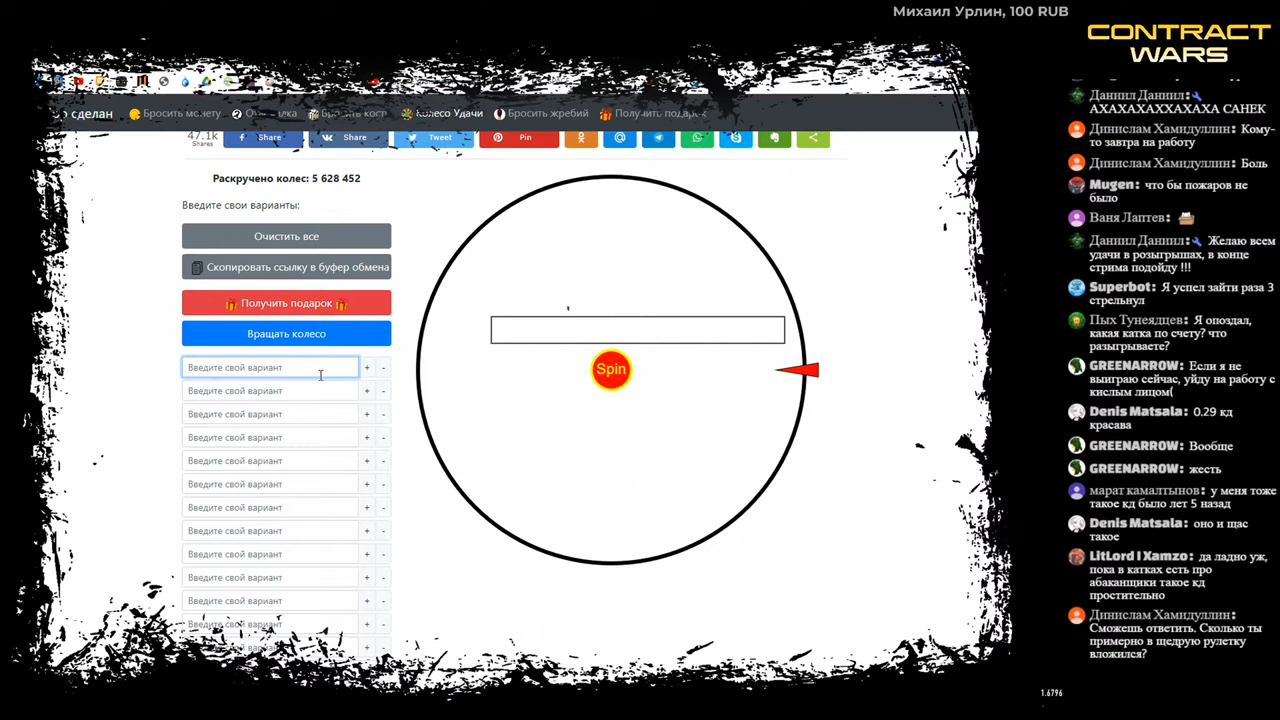 Михаил Урлин, 100 RUB
CONTRACT
WARS
сделан
Бросить монету
Бросить кост
Колесо Удачи
Бросить жребий
Получить подарок
47.1k
Shares
Share
Share
Tweet
Pin
Раскручено колес: 5 628 452
Введите свои варианты:
Очистить все
Скопировать ссылку в буфер обмена
Получить подарок
Вращать колесо
Введите свой вариант + -
Введите свой вариант + -
Введите свой вариант + -
Введите свой вариант + -
Введите свой вариант + -
Введите свой вариант + -
Введите свой вариант + -
Введите свой вариант + -
Введите свой вариант + -
Введите свой вариант + -
Введите свой вариант + -
Введите свой вариант + -
Введите свой вариант + -
Spin
Даниил Даниил:
АХАХАХАХХАХАХА САНЕК
Динислам Хамидуллин: Кому-
то завтра на работу
Динислам Хамидуллин: Боль
Mugen: что бы пожаров не
было
Ваня Лаптев:
Даниил Даниил: Желаю всем
удачи в розыгрышах, в конце
стрима подойду !!!
Superbot: Я успел зайти раза 3
стрельнул
Пых Тунеядцев: Я опоздал,
какая катка по счету? что
разыгрываете?
GREENARROW: Если я не
выиграю сейчас, уйду на работу с
кислым лицом(
Denis Matsala: 0.29 кд
красава
GREENARROW: Вообще
GREENARROW: жесть
марат камалтынов: у меня тоже
такое кд было лет 5 назад
Denis Matsala: оно и щас
такое
LitLord I Xamzo: да ладно уж,
пока в катках есть про
абаканщики такое кд
простительно
Динислам Хамидуллин:
Сможешь ответить. Сколько ты
примерно в щедрую рулетку
вложился?
1.6796